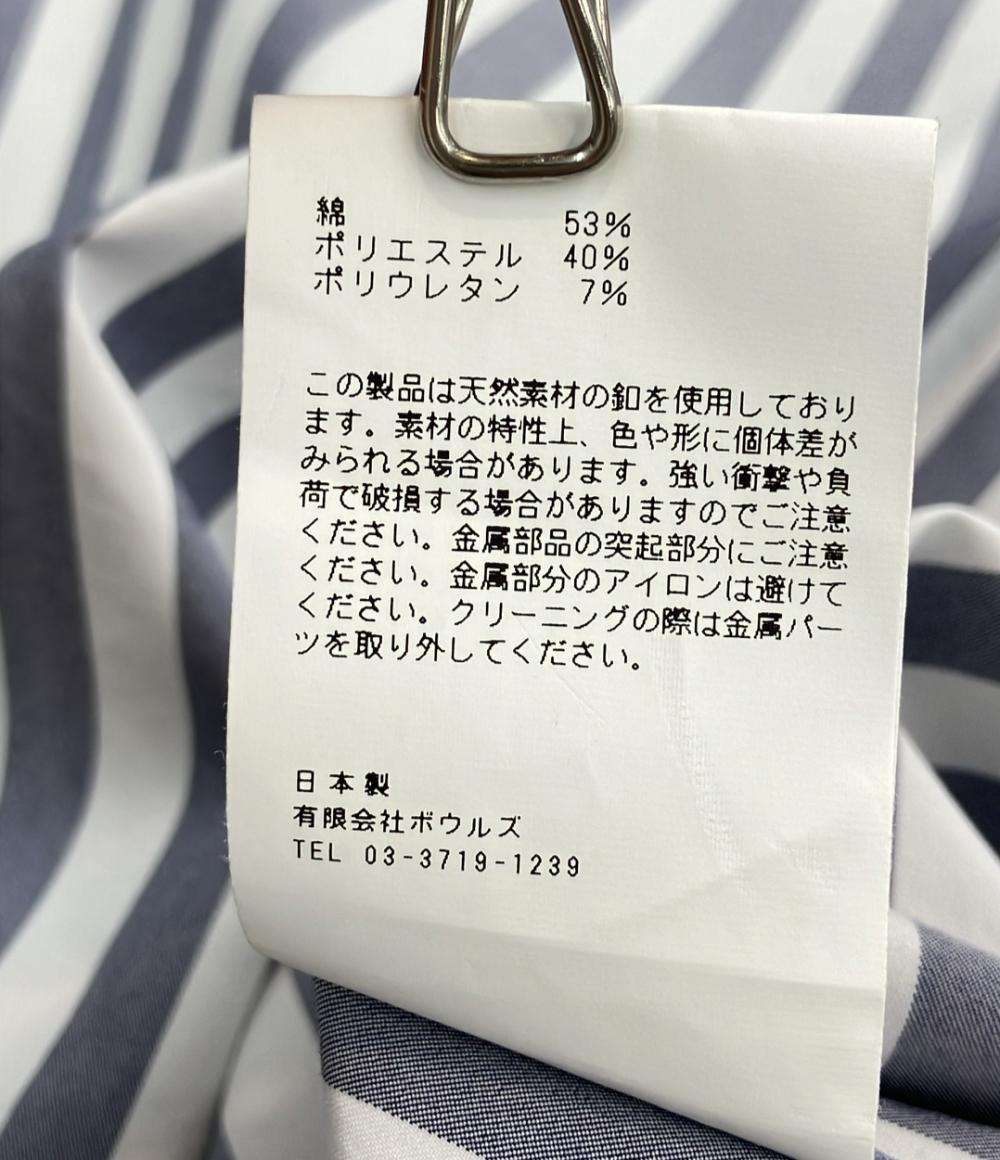 綿 53%
ポリエステル 40%
ポリウレタン 7%
この製品は天然素材の釦を使用しており
ます。素材の特性上、色や形に個体差が
みられる場合があります。強い衝撃や負
荷で破損する場合がありますのでご注意
ください。金属部品の突起部分にご注意
ください。金属部分のアイロンは避けて
ください。クリーニングの際は金属パー
ツを取り外してください。
日本製
有限会社ボウルズ
TEL 03-3719-1239